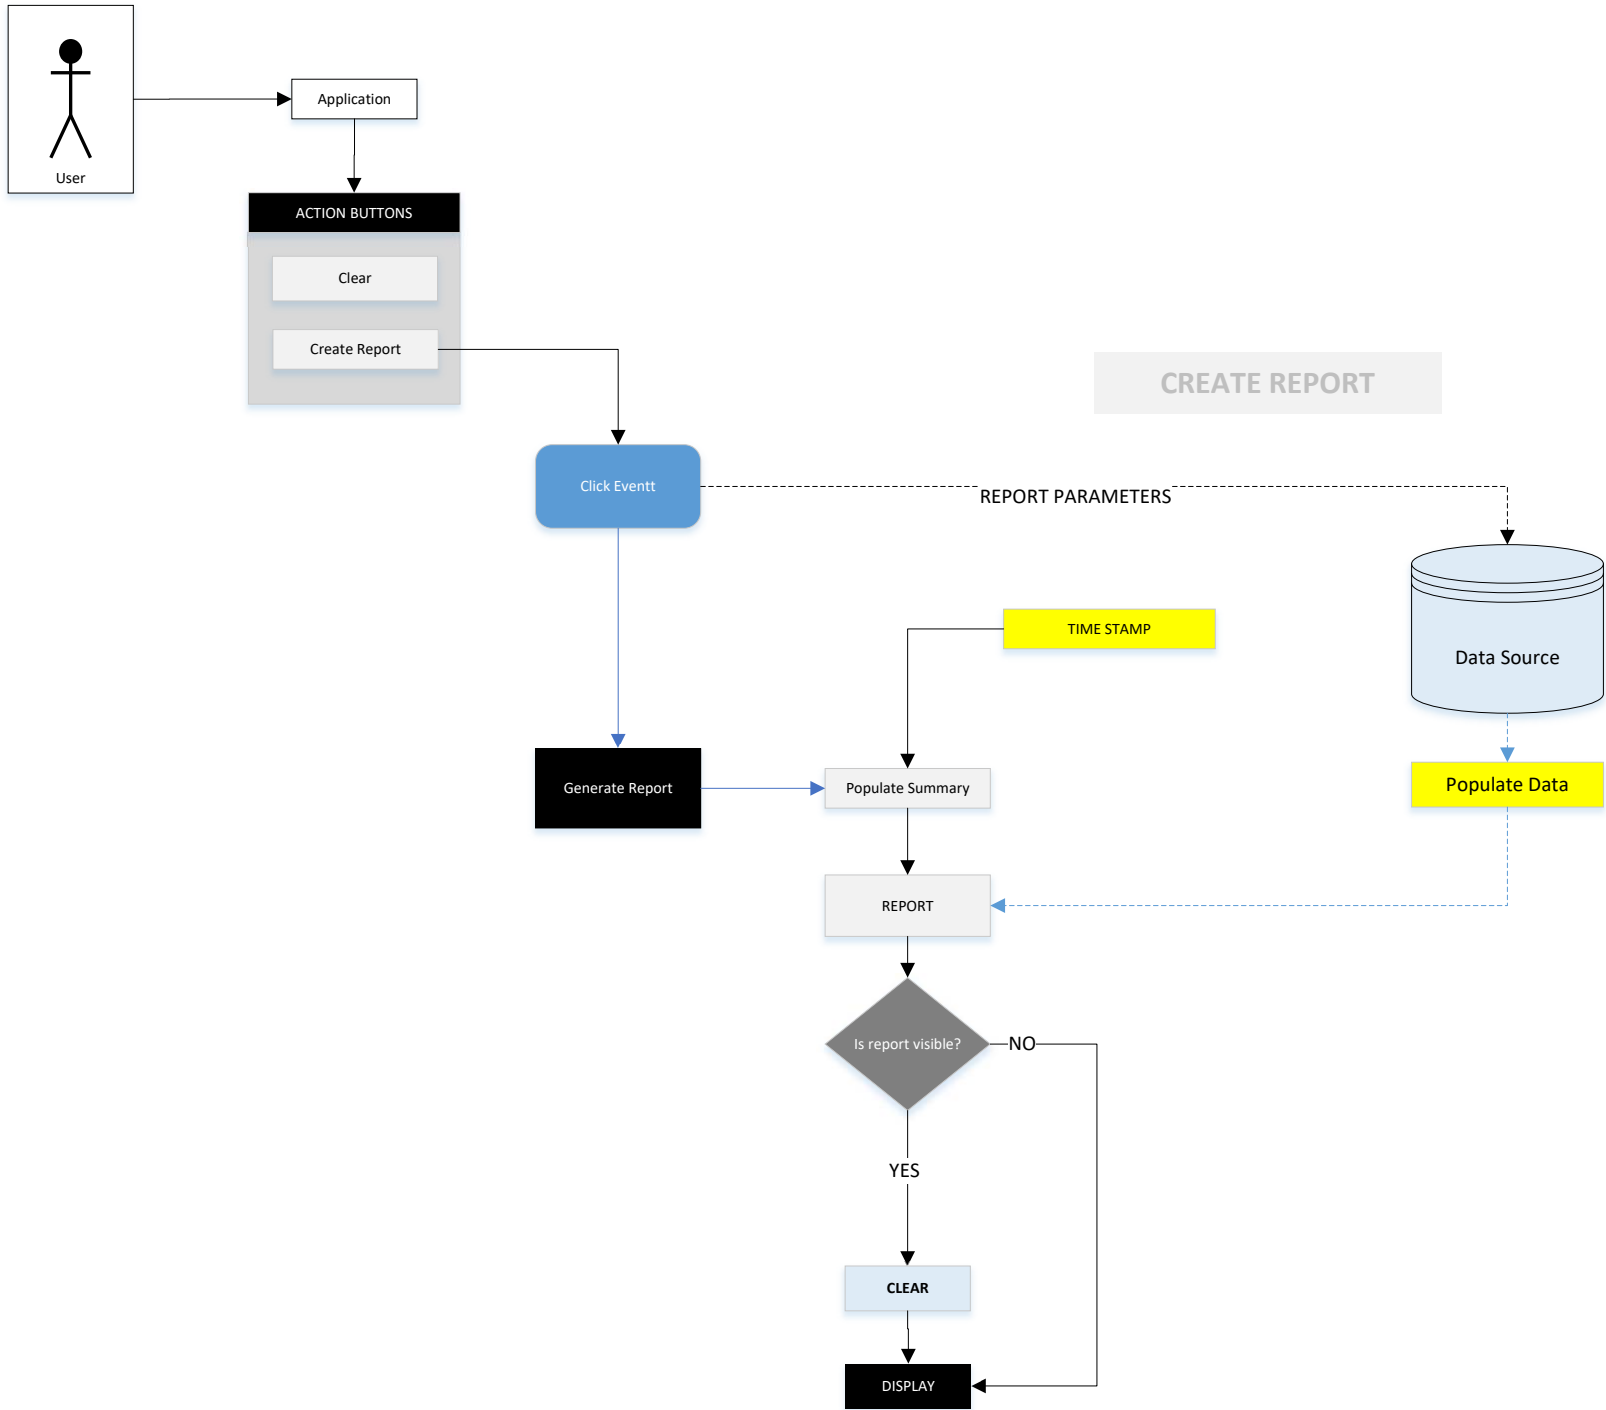 User
Application
ACTION BUTTONS
Clear
Create Report
CREATE REPORT
Click Eventt
REPORT PARAMETERS
TIME STAMP
Data Source
Generate Report
Populate Summary
Populate Data
REPORT
Is report visible?
NO
YES
CLEAR
DISPLAY